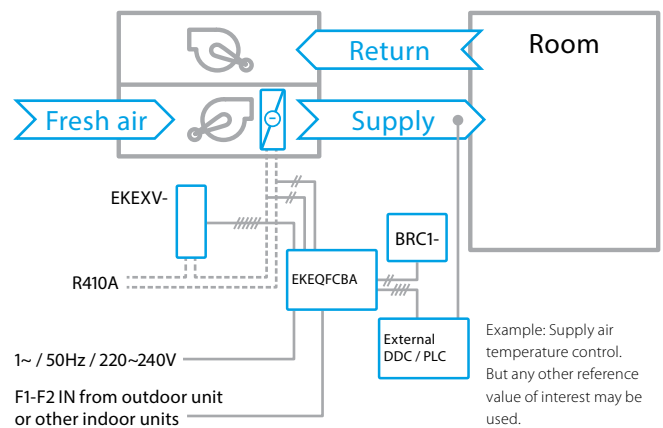 Return
Room
Fresh air
Supply
EKEXV-
BRC1-
R410A
EKEQFCBA
External
DDC / PLC
Example: Supply air
temperature control.
But any other reference
value of interest may be
used.
1~ / 50Hz / 220~240V
F1-F2 IN from outdoor unit
or other indoor units